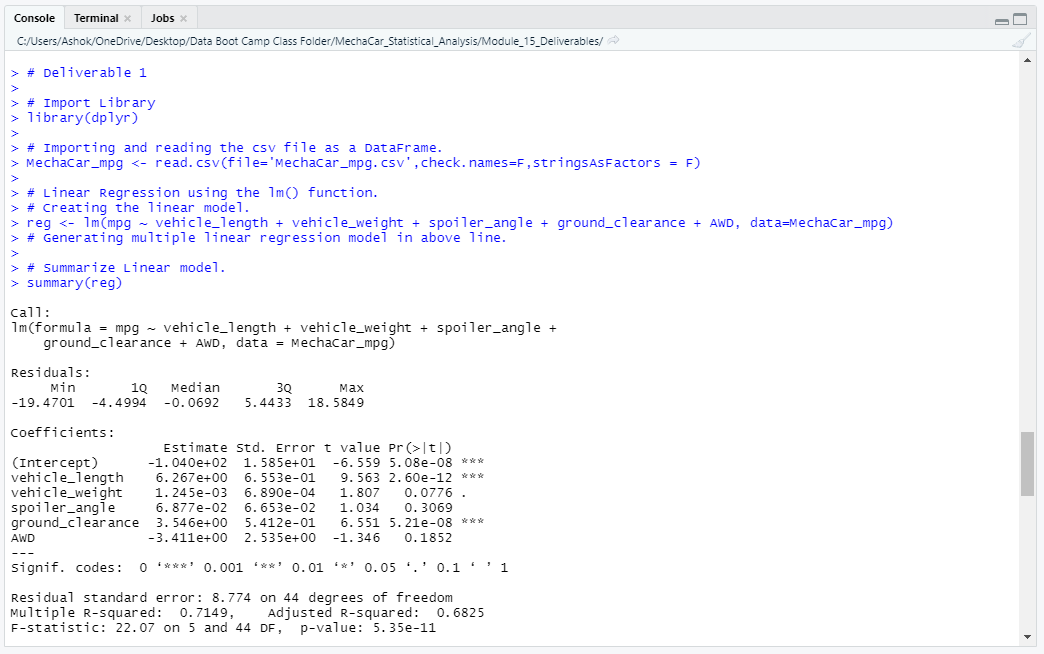 Console Terminal × Jobs ×
C:/Users/Ashok/OneDrive/Desktop/Data Boot Camp Class Folder/MechaCar_Statistical_Analysis/Module_15_Deliverables/
> # Deliverable 1
>
> # Import Library
> library(dplyr)
>
> # Importing and reading the csv file as a DataFrame.
> MechaCar_mpg <- read.csv(file='MechaCar_mpg.csv',check.names=F,stringsAsFactors = F)
>
> # Linear Regression using the lm() function.
> # Creating the linear model.
> reg <- lm(mpg ~ vehicle_length + vehicle_weight + spoiler_angle + ground_clearance + AWD, data=MechaCar_mpg)
> # Generating multiple linear regression model in above line.
>
> # Summarize Linear model.
> summary(reg)

Call:
lm(formula = mpg ~ vehicle_length + vehicle_weight + spoiler_angle +
    ground_clearance + AWD, data = MechaCar_mpg)

Residuals:
     Min       1Q   Median       3Q      Max
-19.4701  -4.4994  -0.0692   5.4433  18.5849

Coefficients:
                   Estimate Std. Error t value Pr(>|t|)
(Intercept)      -1.040e+02  1.585e+01  -6.559 5.08e-08 ***
vehicle_length    6.267e+00  6.553e-01   9.563 2.60e-12 ***
vehicle_weight    1.245e-03  6.890e-04   1.807   0.0776 .
spoiler_angle     6.877e-02  6.653e-02   1.034   0.3069
ground_clearance  3.546e+00  5.412e-01   6.551 5.21e-08 ***
AWD              -3.411e+00  2.535e+00  -1.346   0.1852
---
Signif. codes:  0 ‘***’ 0.001 ‘**’ 0.01 ‘*’ 0.05 ‘.’ 0.1 ‘ ’ 1

Residual standard error: 8.774 on 44 degrees of freedom
Multiple R-squared:  0.7149,    Adjusted R-squared:  0.6825
F-statistic: 22.07 on 5 and 44 DF,  p-value: 5.35e-11